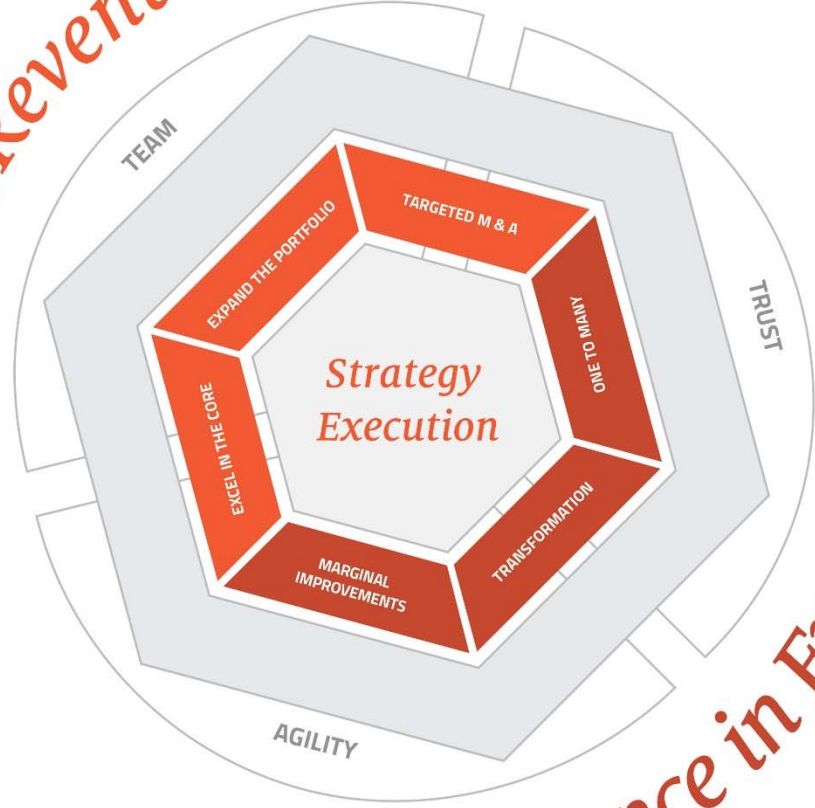 TEAM
EXPAND THE PORTFOLIO
TARGETED M & A
TRUST
ONE TO MANY
Strategy
Execution
EXCEL IN THE CORE
TRANSFORMATION
MARGINAL
IMPROVEMENTS
AGILITY
in